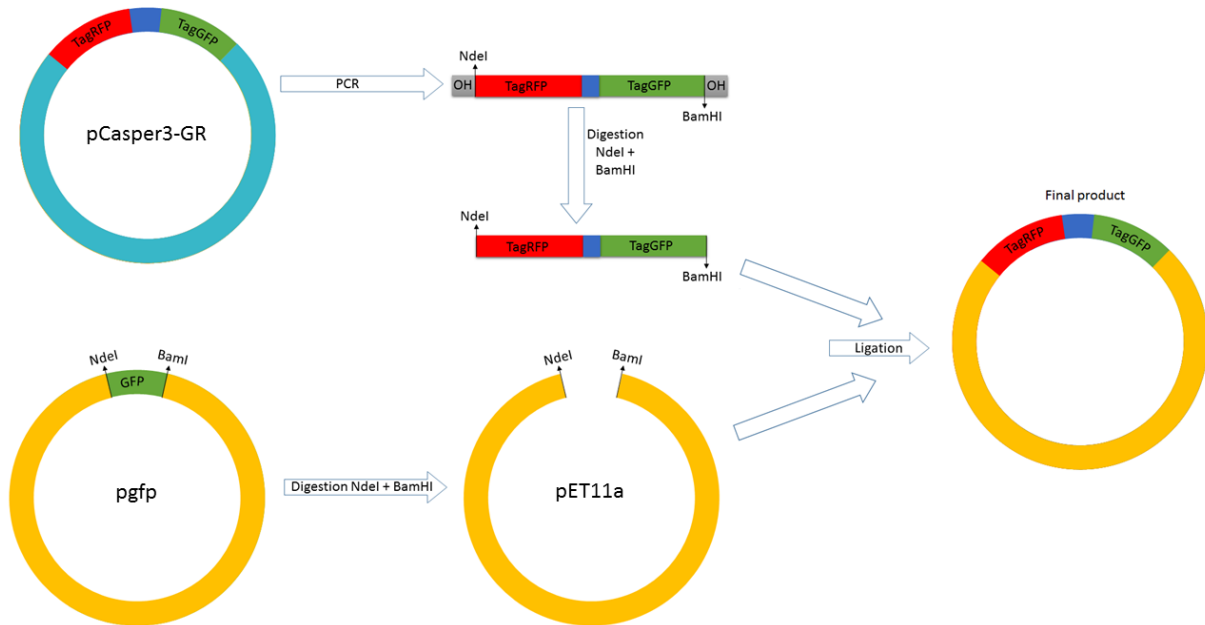 TagRFP
TagGFP
pCasper3-GR
PCR
NdeI
OH
TagRFP
TagGFP
OH
BamHI
Digestion
NdeI +
BamHI
NdeI
TagRFP
TagGFP
BamHI
Final product
TagRFP
TagGFP
Ligation
NdeI
BamI
GFP
pgfp
Digestion NdeI + BamHI
NdeI
BamI
pET11a